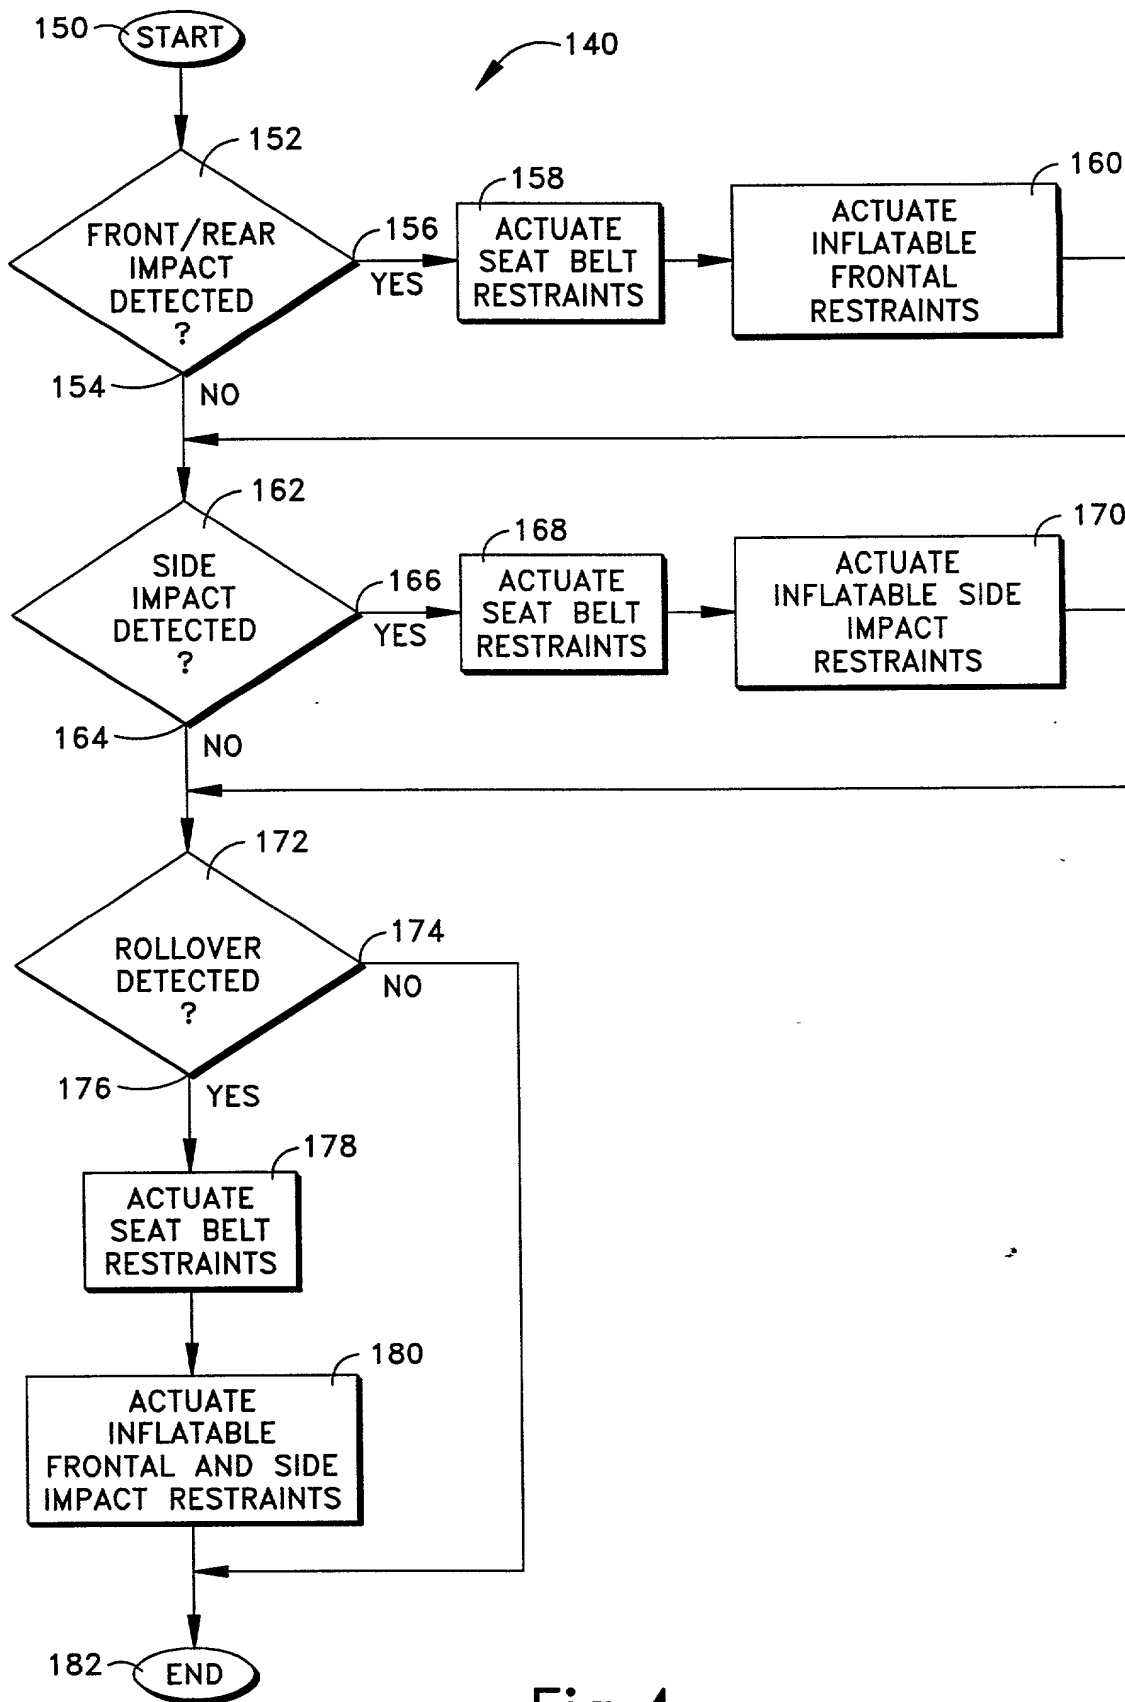 150
START
140
152
FRONT/REAR
IMPACT
DETECTED
?
156
YES
158
ACTUATE
SEAT BELT
RESTRAINTS
160
ACTUATE
INFLATABLE
FRONTAL
RESTRAINTS
154
NO
162
SIDE
IMPACT
DETECTED
?
166
YES
168
ACTUATE
SEAT BELT
RESTRAINTS
170
ACTUATE
INFLATABLE SIDE
IMPACT
RESTRAINTS
164
NO
172
ROLLOVER
DETECTED
?
174
NO
176
YES
178
ACTUATE
SEAT BELT
RESTRAINTS
180
ACTUATE
INFLATABLE
FRONTAL AND SIDE
IMPACT RESTRAINTS
182
END